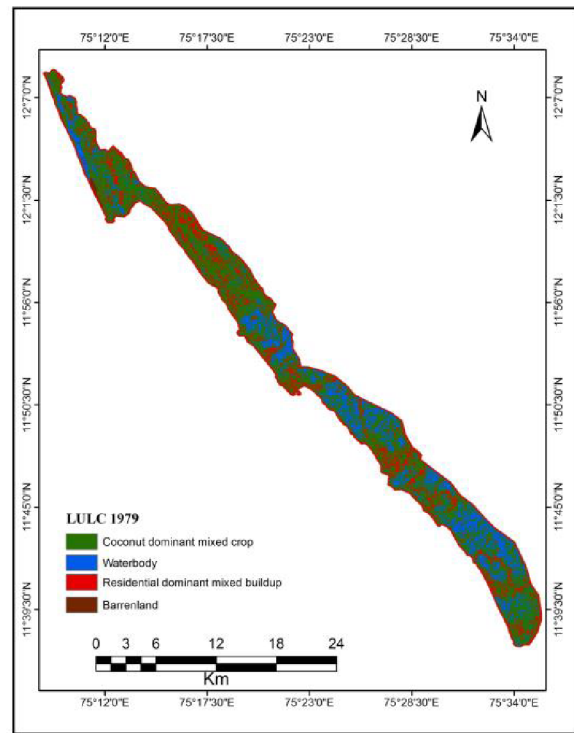 75°12'0"E 75°17'30"E 75°23'0"E 75°28'30"E 75°34'0"E
12°7'0"N 12°7'0"N
N
12°1'30"N 12°1'30"N
11°56'0"N 11°56'0"N
11°50'30"N 11°50'30"N
11°45'0"N 11°45'0"N
LULC 1979
Coconut dominant mixed crop
Waterbody
Residential dominant mixed buildup
Barrenland
11°39'30"N 11°39'30"N
0 3 6 12 18 24
Km
75°12'0"E 75°17'30"E 75°23'0"E 75°28'30"E 75°34'0"E